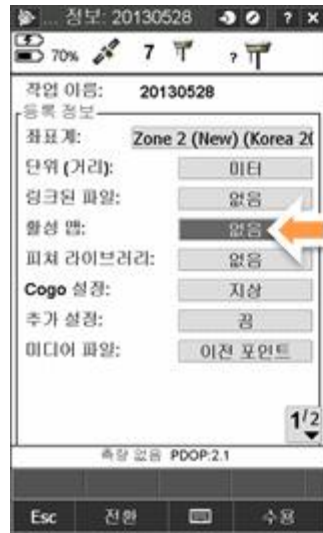 ... 정보: 20130528 ? ×
70% 7 ?
작업 이름: 20130528
등록 정보
좌표계: Zone 2 (New) (Korea 20
단위 (거리): 미터
링크된 파일: 없음
활성 맵: 없음
피쳐 라이브러리: 없음
Cogo 설정: 지상
추가 설정: 끔
미디어 파일: 이전 포인트
1/2
측량 없음 PDOP:2.1
Esc 전환 수용